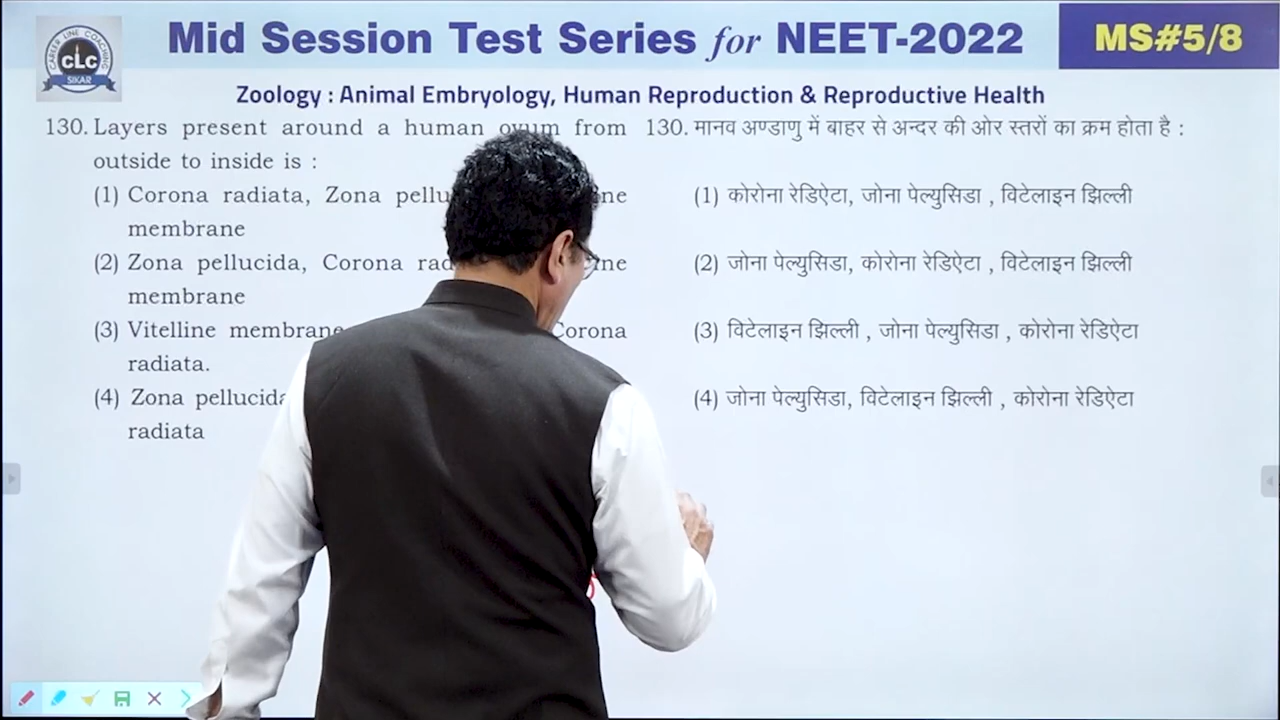 Mid Session Test Series for NEET-2022
MS#5/8
CAREER LINE COACHING
CLC
SIKAR
Zoology : Animal Embryology, Human Reproduction & Reproductive Health
130. Layers present around a human ovum from
outside to inside is :
(1) Corona radiata, Zona
membrane
(2) Zona pellucida, Corona
membrane
(3) Vitelline membrane Corona
radiata.
(4) Zona pellucida
radiata
130. मानव अण्डाणु में बाहर से अन्दर की ओर स्तरों का क्रम होता है :
(1) कोरोना रेडिऐटा, जोना पेल्युसिडा , विटेलाइन झिल्ली
(2) जोना पेल्युसिडा, कोरोना रेडिऐटा , विटेलाइन झिल्ली
(3) विटेलाइन झिल्ली , जोना पेल्युसिडा , कोरोना रेडिऐटा
(4) जोना पेल्युसिडा, विटेलाइन झिल्ली , कोरोना रेडिऐटा